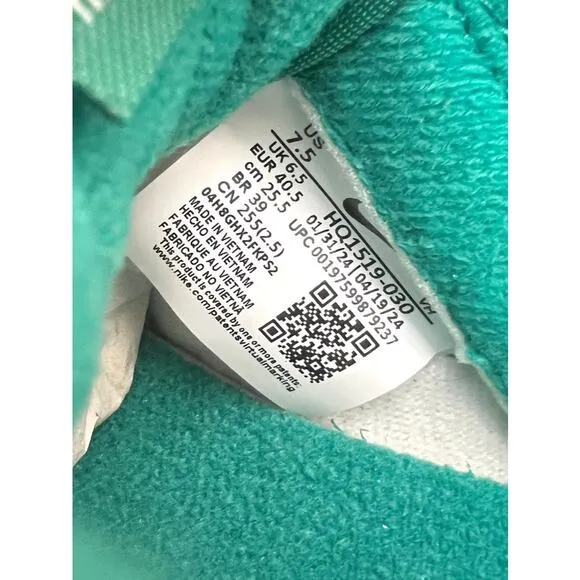 US
7.5
UK 6.5
EUR 40.5
cm 25.5
BR 39
CN 255(2.5)
04H8GHX2FKPS2
MADE IN VIETNAM
HECHO EN VIETNAM
FABRIQUE AU VIETNAM
FABRICADO NO VIETNÃ
This product is covered by one or more patents:
www.nike.com/patentsvirtualmarking
HQ1519-030
VM
01/31/24|04/19/24
UPC 00197599879237